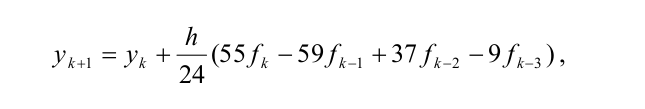 y_{k+1} = y_k + \frac{h}{24}(55f_k − 59f_{k−1} + 37f_{k−2} − 9f_{k−3}),